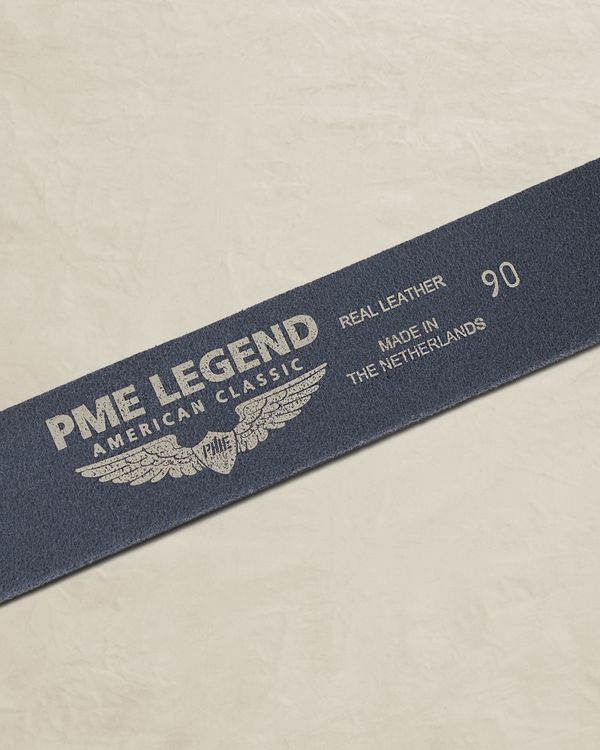 PME LEGEND
AMERICAN CLASSIC
PME
REAL LEATHER
MADE IN
THE NETHERLANDS
90